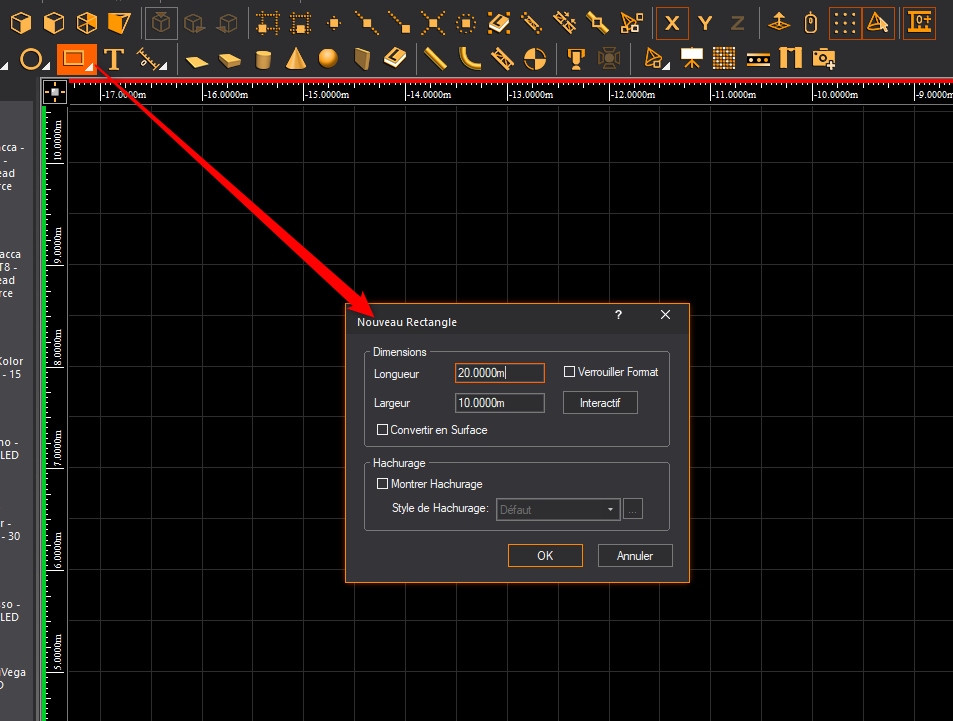 X Y Z
T
-17.0000m -16.0000m -15.0000m -14.0000m -13.0000m -12.0000m -11.0000m -10.0000m -9.0000m
10.0000m
9.0000m
8.0000m
7.0000m
6.0000m
5.0000m
acca -
-
ead
rce
acca
T8 -
ead
rce
Color
- 15
no -
LED
r -
- 30
so -
LED
Vega
Nouveau Rectangle ?
Dimensions
Longueur 20.0000m Verrouiller Format
Largeur 10.0000m Interactif
Convertir en Surface
Hachurage
Montrer Hachurage
Style de Hachurage: Défaut ...
OK Annuler